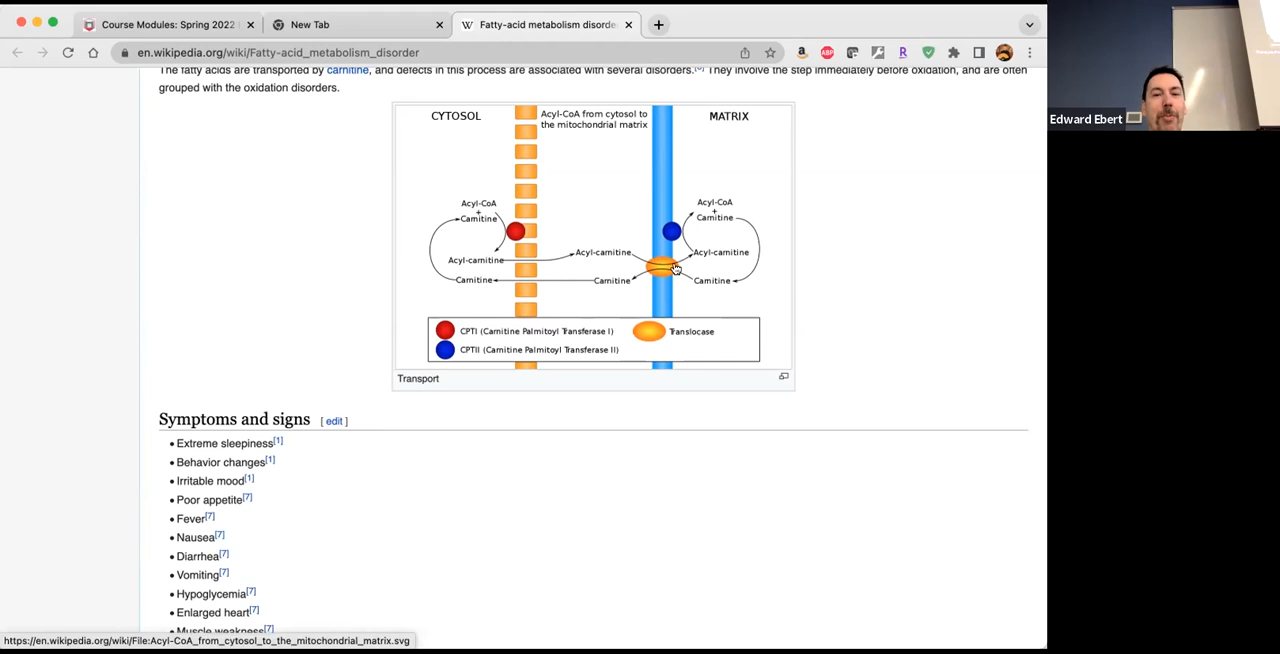 Course Modules: Spring 2022
New Tab
Fatty-acid metabolism disorde
en.wikipedia.org/wiki/Fatty-acid_metabolism_disorder
ABP
R
The fatty acids are transported by carnitine, and defects in this process are associated with several disorders. They involve the step immediately before oxidation, and are often
grouped with the oxidation disorders.
CYTOSOL
Acyl-CoA from cytosol to
the mitochondrial matrix
MATRIX
Acyl-CoA
+
Carnitine
Acyl-CoA
+
Carnitine
Acyl-carnitine
Acyl-carnitine
Acyl-carnitine
Carnitine
Carnitine
Carnitine
CPTI (Carnitine Palmitoyl Transferase I)
Translocase
CPTII (Carnitine Palmitoyl Transferase II)
Transport
Symptoms and signs [ edit ]
• Extreme sleepiness[1]
• Behavior changes[1]
• Irritable mood[1]
• Poor appetite[7]
• Fever[7]
• Nausea[7]
• Diarrhea[7]
• Vomiting[7]
• Hypoglycemia[7]
• Enlarged heart[7]
• Muscle weakness[7]
https://en.wikipedia.org/wiki/File:Acyl-CoA_from_cytosol_to_the_mitochondrial_matrix.svg
Edward Ebert